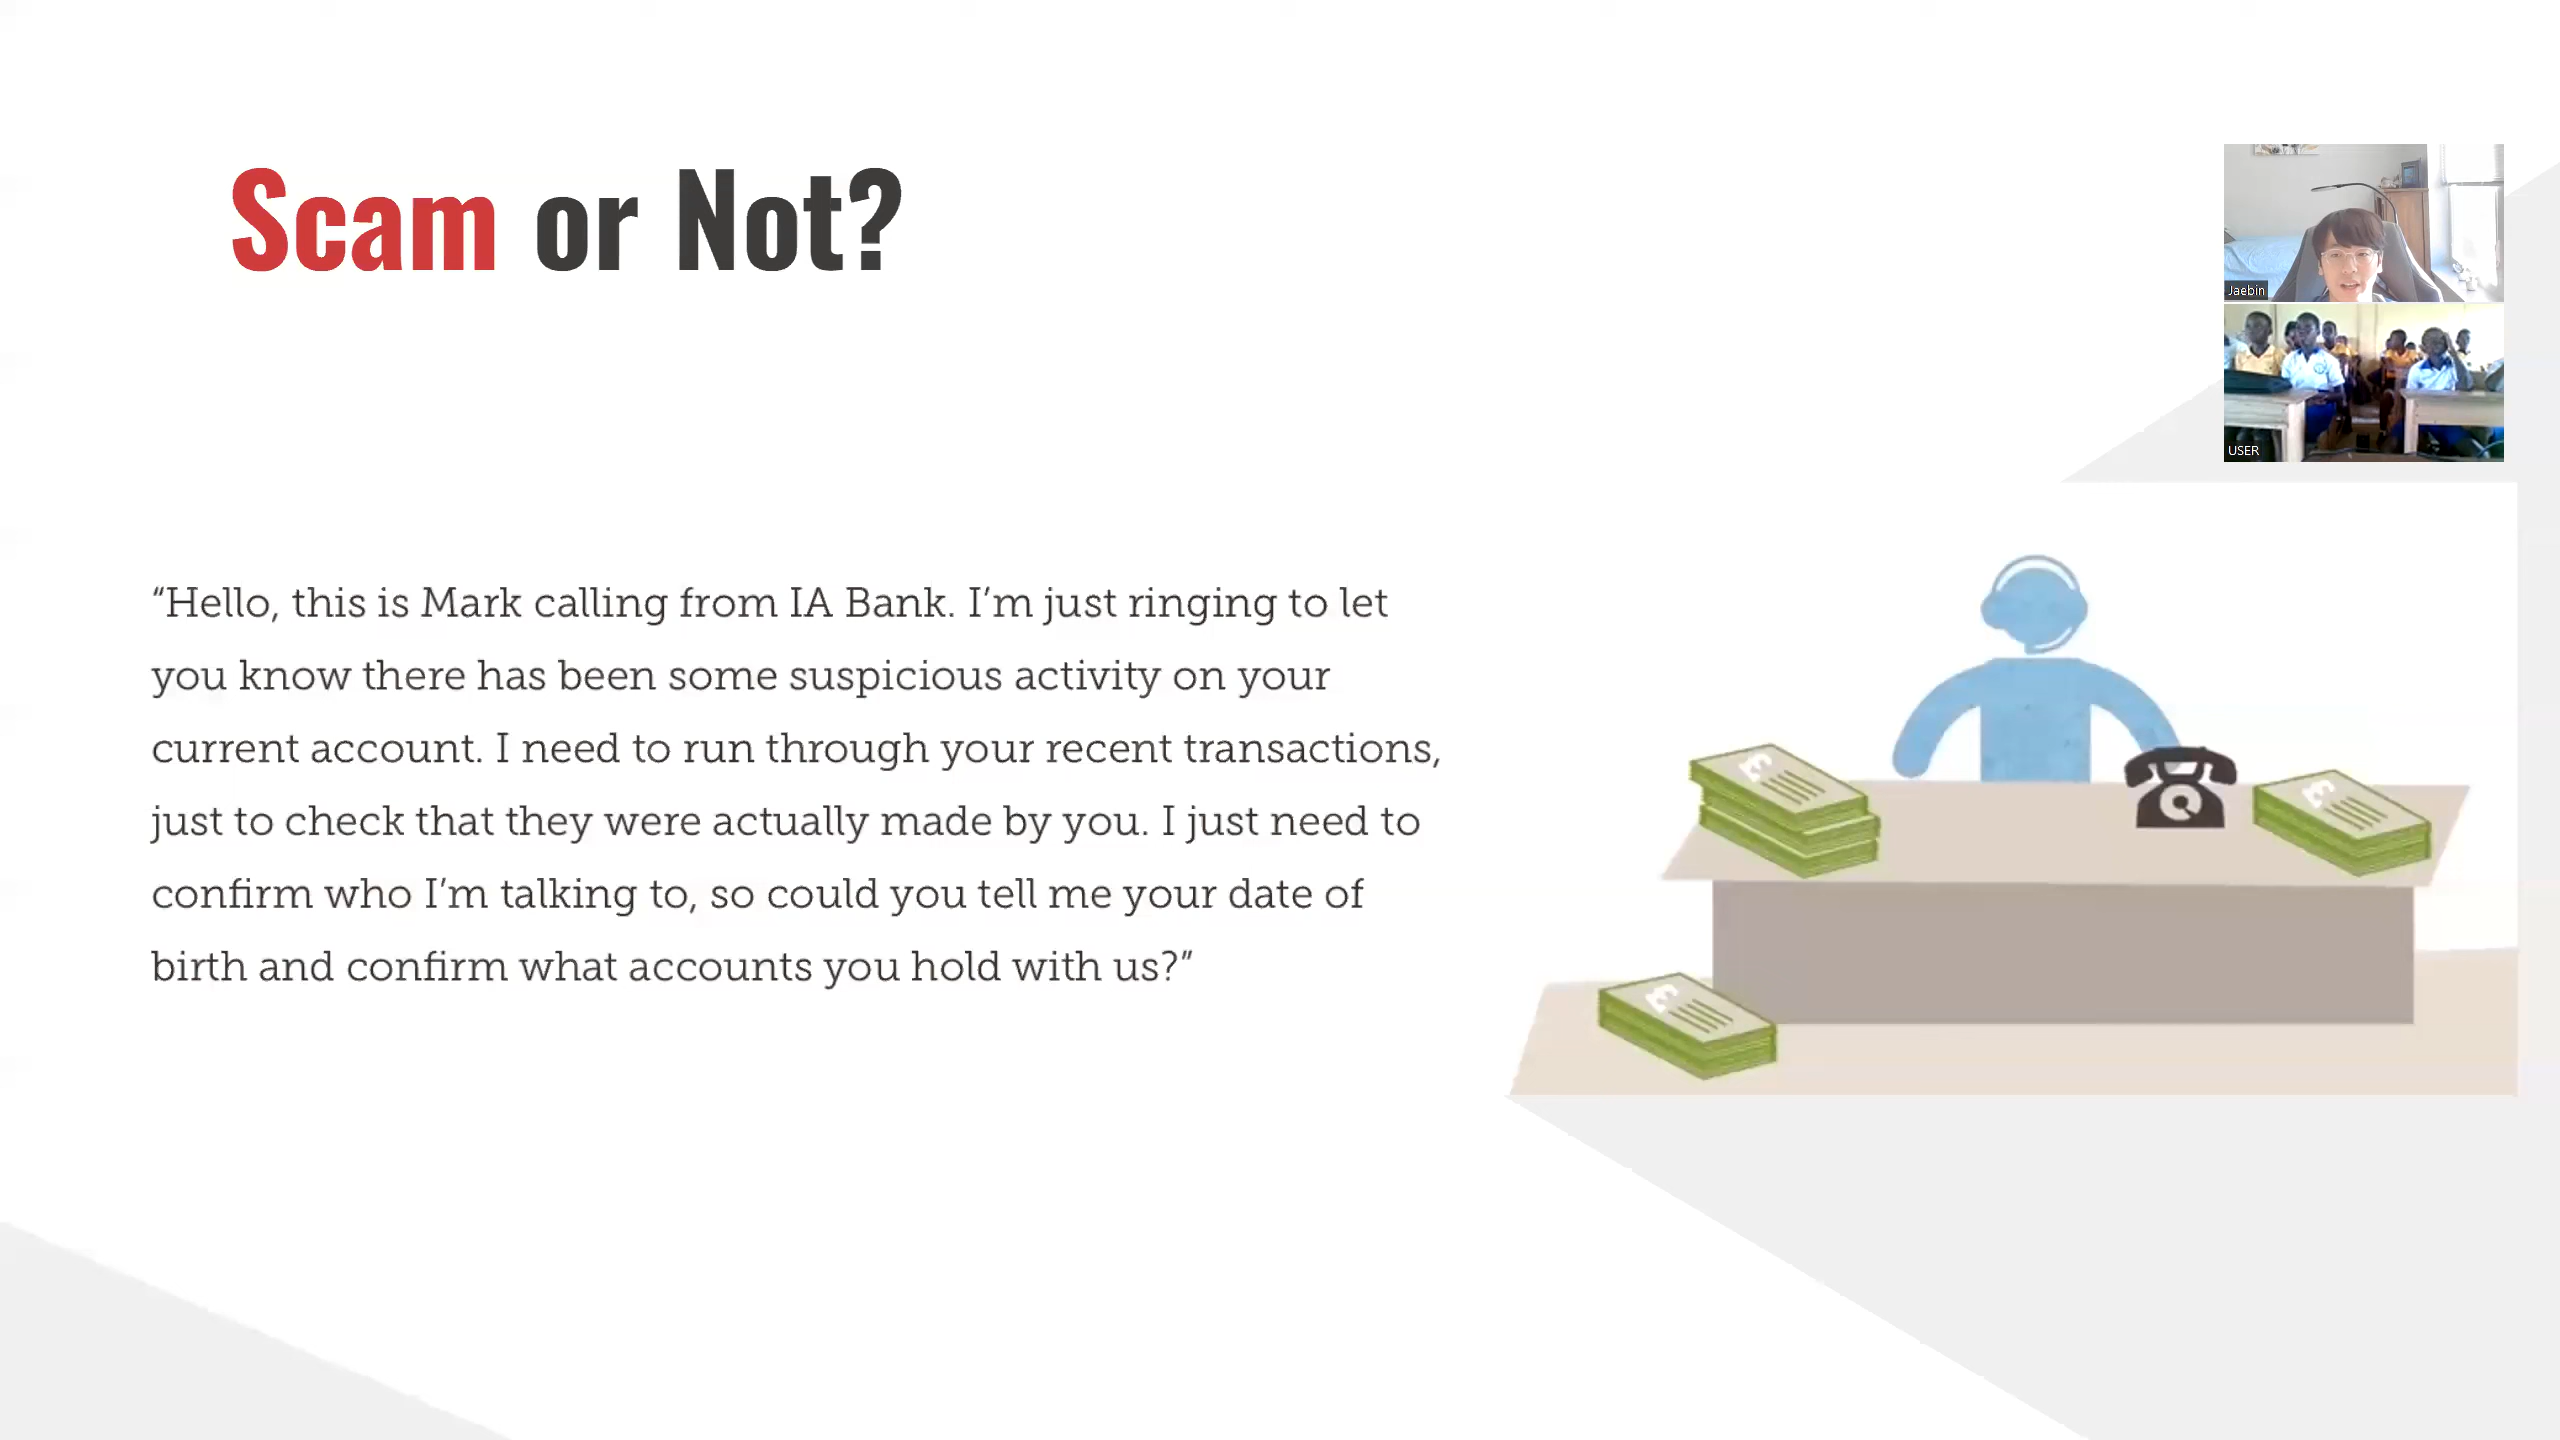 Scam or Not?
Jaebin
USER
“Hello, this is Mark calling from IA Bank. I’m just ringing to let
you know there has been some suspicious activity on your
current account. I need to run through your recent transactions,
just to check that they were actually made by you. I just need to
confirm who I’m talking to, so could you tell me your date of
birth and confirm what accounts you hold with us?”
£
£
£